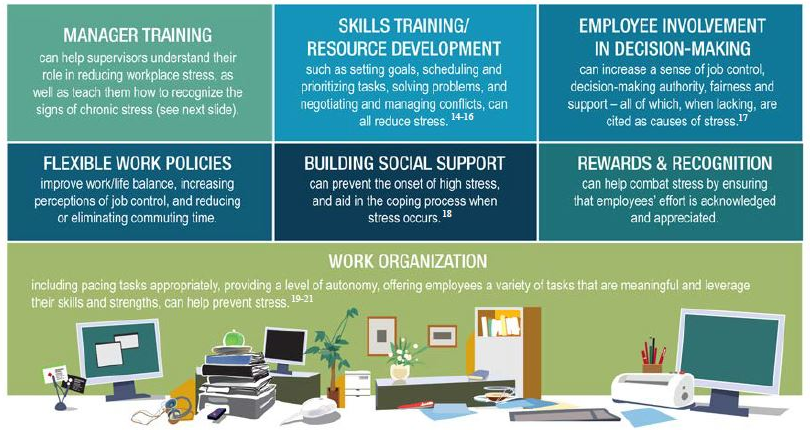 MANAGER TRAINING
can help supervisors understand their
role in reducing workplace stress, as
well as teach them how to recognize the
signs of chronic stress (see next slide).
SKILLS TRAINING/
RESOURCE DEVELOPMENT
such as setting goals, scheduling and
prioritizing tasks, solving problems, and
negotiating and managing conflicts, can
all reduce stress. 14-16
EMPLOYEE INVOLVEMENT
IN DECISION-MAKING
can increase a sense of job control,
decision-making authority, fairness and
support – all of which, when lacking, are
cited as causes of stress.17
FLEXIBLE WORK POLICIES
improve work/life balance, increasing
perceptions of job control, and reducing
or eliminating commuting time.
BUILDING SOCIAL SUPPORT
can prevent the onset of high stress,
and aid in the coping process when
stress occurs. 18
REWARDS & RECOGNITION
can help combat stress by ensuring
that employees' effort is acknowledged
and appreciated.
WORK ORGANIZATION
including pacing tasks appropriately, providing a level of autonomy, offering employees a variety of tasks that are meaningful and leverage
their skills and strengths, can help prevent stress. 19-21